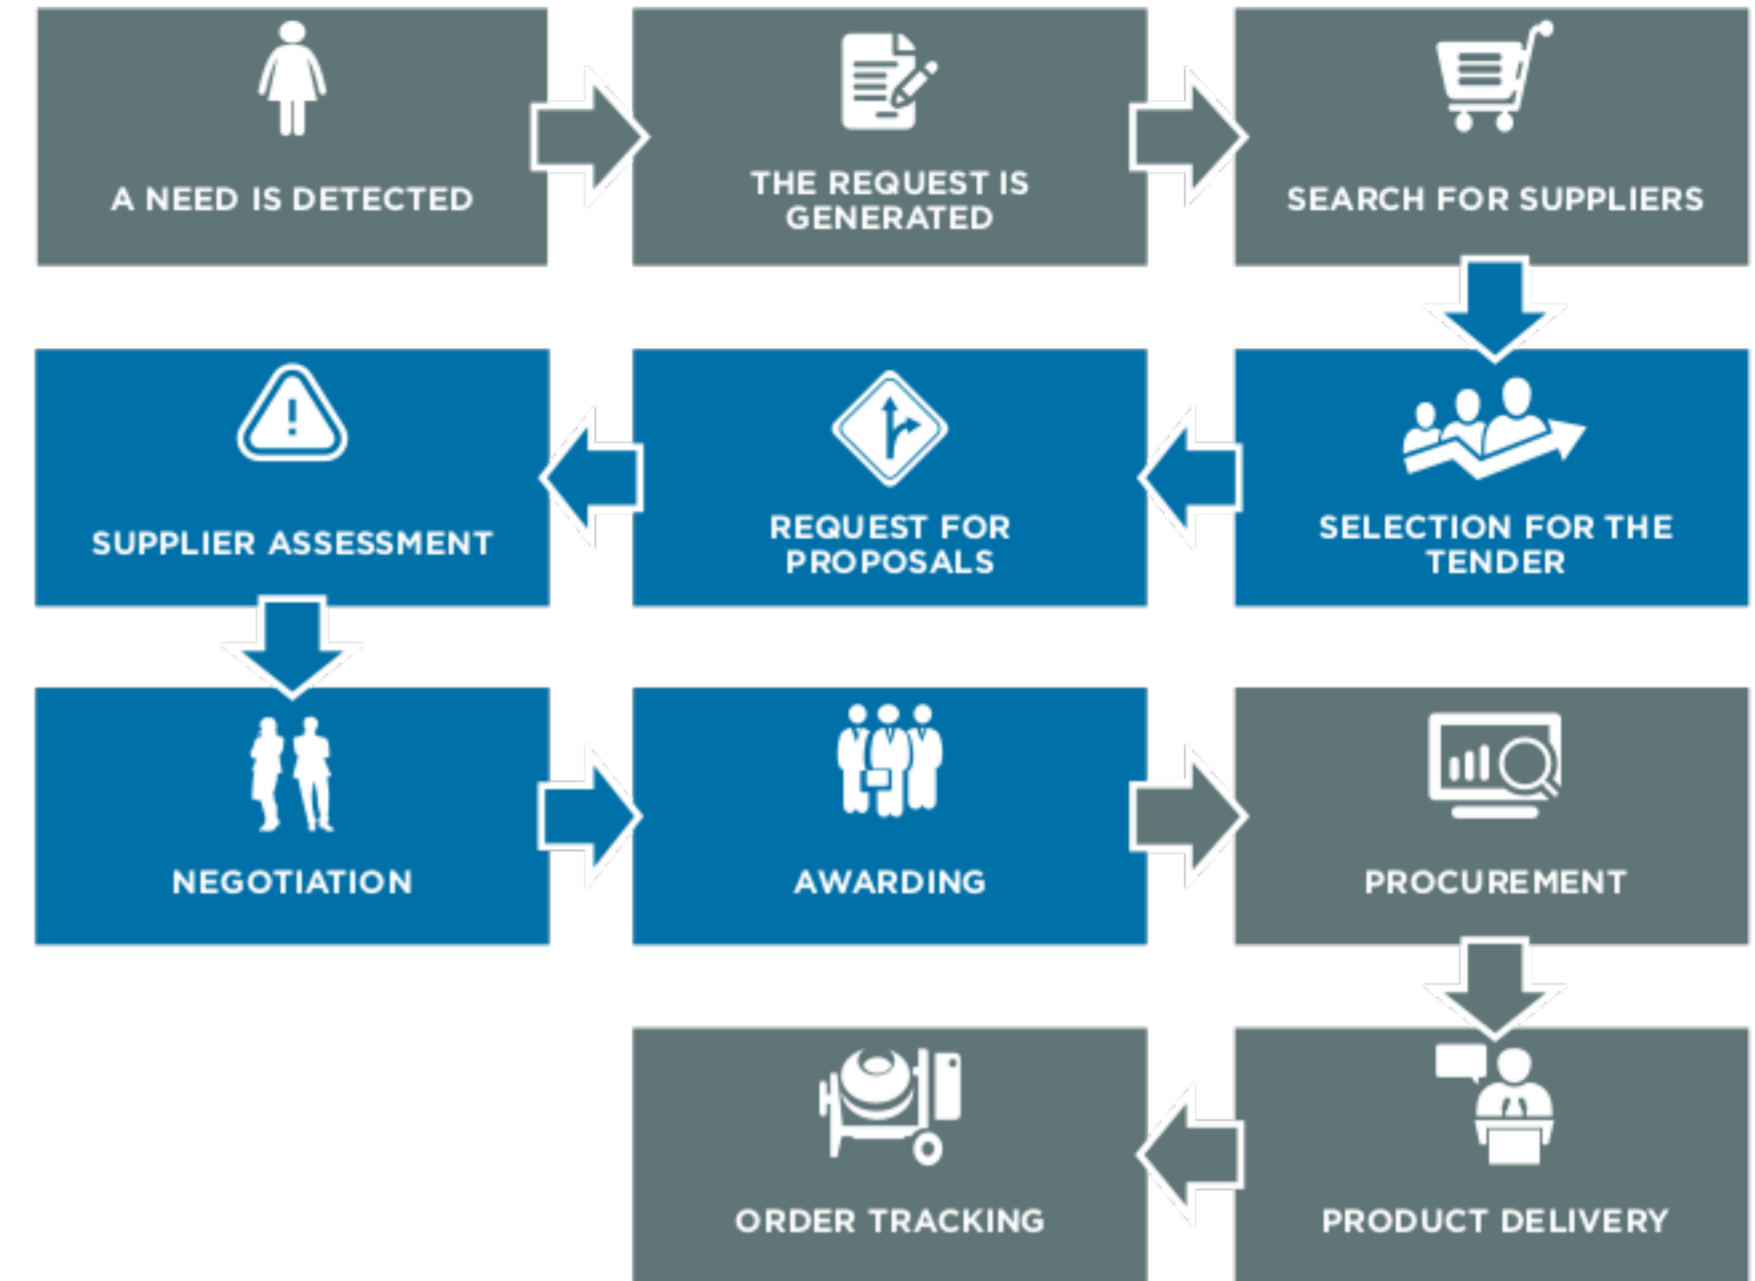 A NEED IS DETECTED
THE REQUEST IS
GENERATED
SEARCH FOR SUPPLIERS
SUPPLIER ASSESSMENT
REQUEST FOR
PROPOSALS
SELECTION FOR THE
TENDER
NEGOTIATION
AWARDING
PROCUREMENT
ORDER TRACKING
PRODUCT DELIVERY